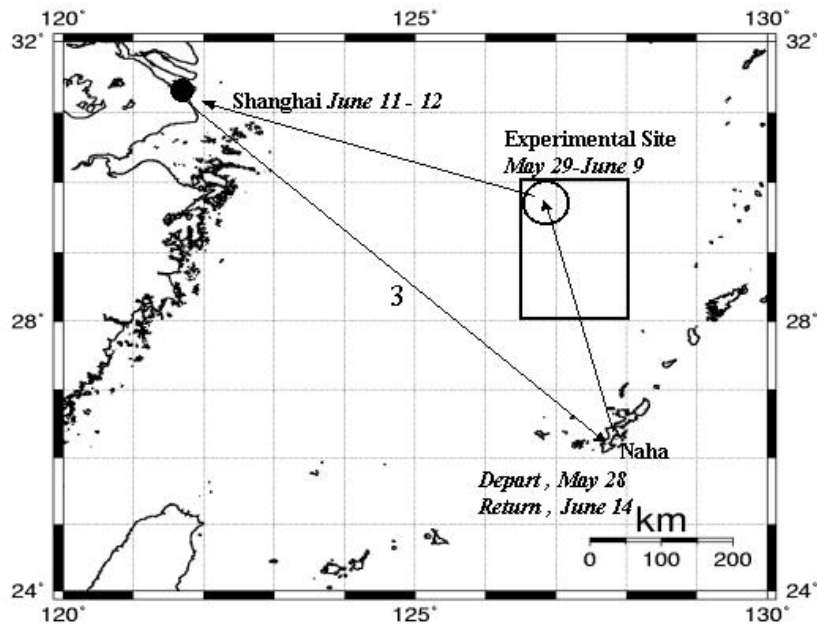 120° 125° 130°
32° 32°
Shanghai June 11 - 12
Experimental Site
May 29-June 9
28° 28°
3
Naha
Depart , May 28
Return , June 14
km
0 100 200
24° 24°
120° 125° 130°